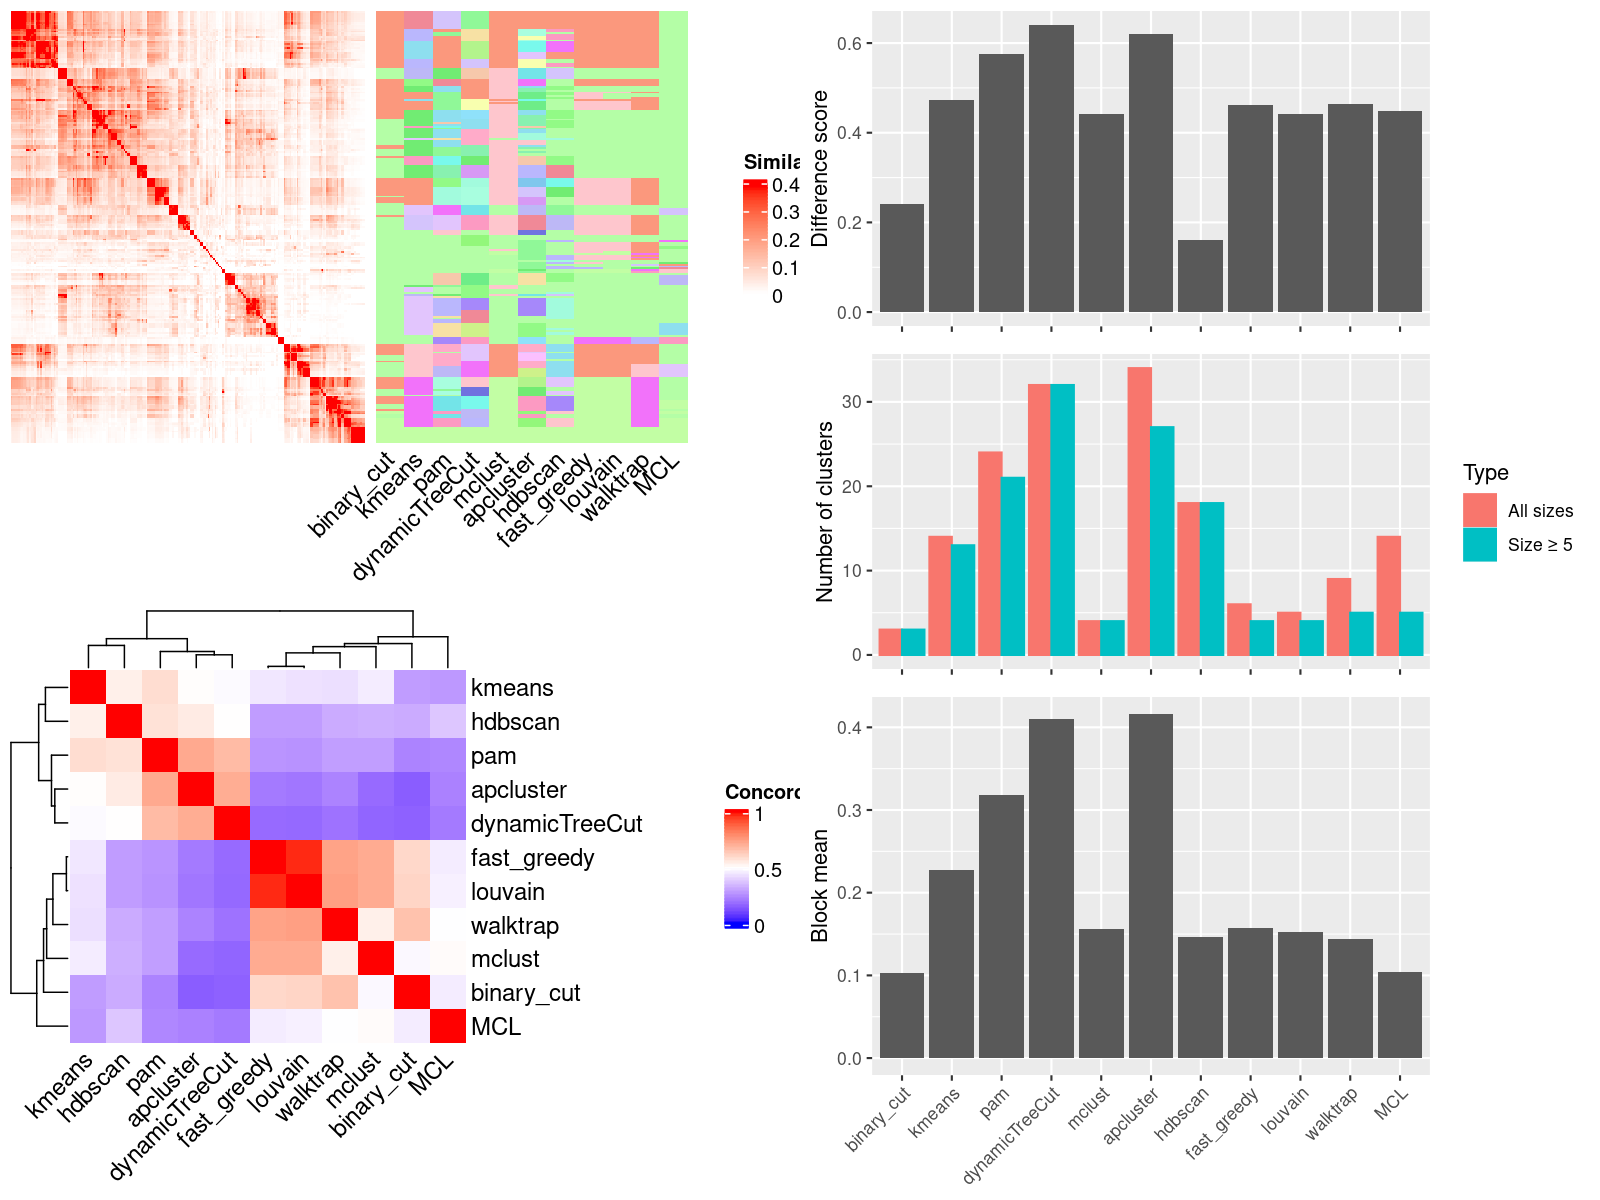 Simila
0.4
0.3
0.2
0.1
0
binary_cut
kmeans
pam
dynamicTreeCut
mclust
apcluster
hdbscan
fast_greedy
louvain
walktrap
MCL
Difference score
0.6
0.4
0.2
0.0
Number of clusters
30
20
10
0
Type
All sizes
Size ≥ 5
Block mean
0.4
0.3
0.2
0.1
0.0
binary_cut
kmeans
pam
dynamicTreeCut
mclust
apcluster
hdbscan
fast_greedy
louvain
walktrap
MCL
kmeans
hdbscan
pam
apcluster
dynamicTreeCut
fast_greedy
louvain
walktrap
mclust
binary_cut
MCL
kmeans
hdbscan
pam
apcluster
dynamicTreeCut
fast_greedy
louvain
walktrap
mclust
binary_cut
MCL
Concord
1
0.5
0